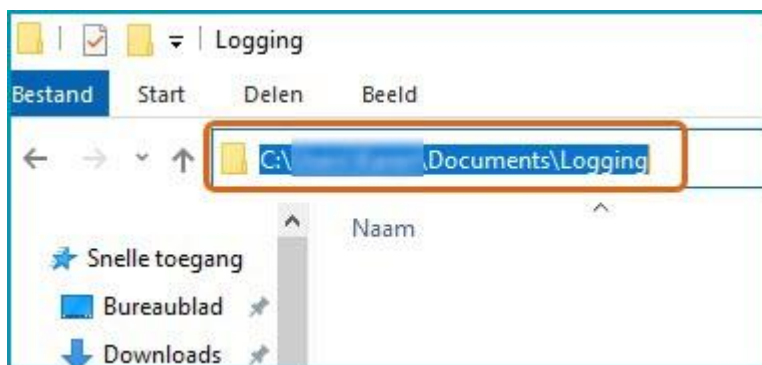 Logging
Bestand Start Delen Beeld
C:\ \Documents\Logging
Naam
Snelle toegang
Bureaublad
Downloads